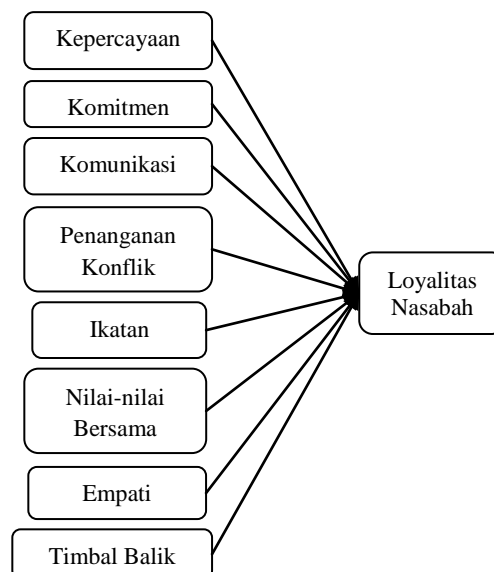 Kepercayaan
Komitmen
Komunikasi
Penanganan
Konflik
Ikatan
Nilai-nilai
Bersama
Empati
Timbal Balik
Loyalitas
Nasabah